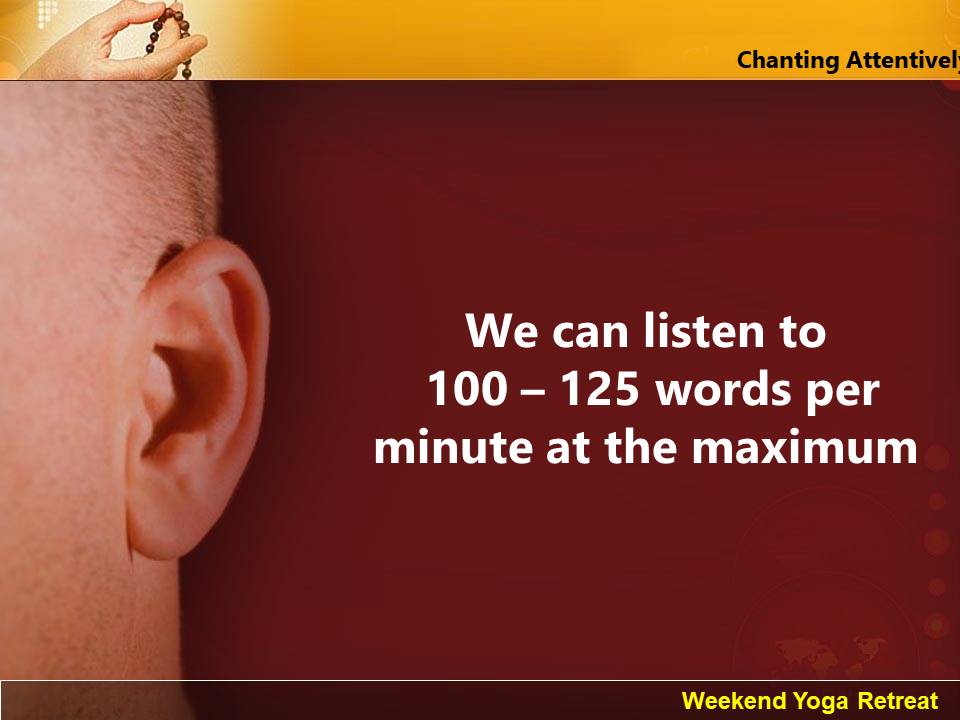 Chanting Attentively
We can listen to
100 – 125 words per
minute at the maximum
Weekend Yoga Retreat